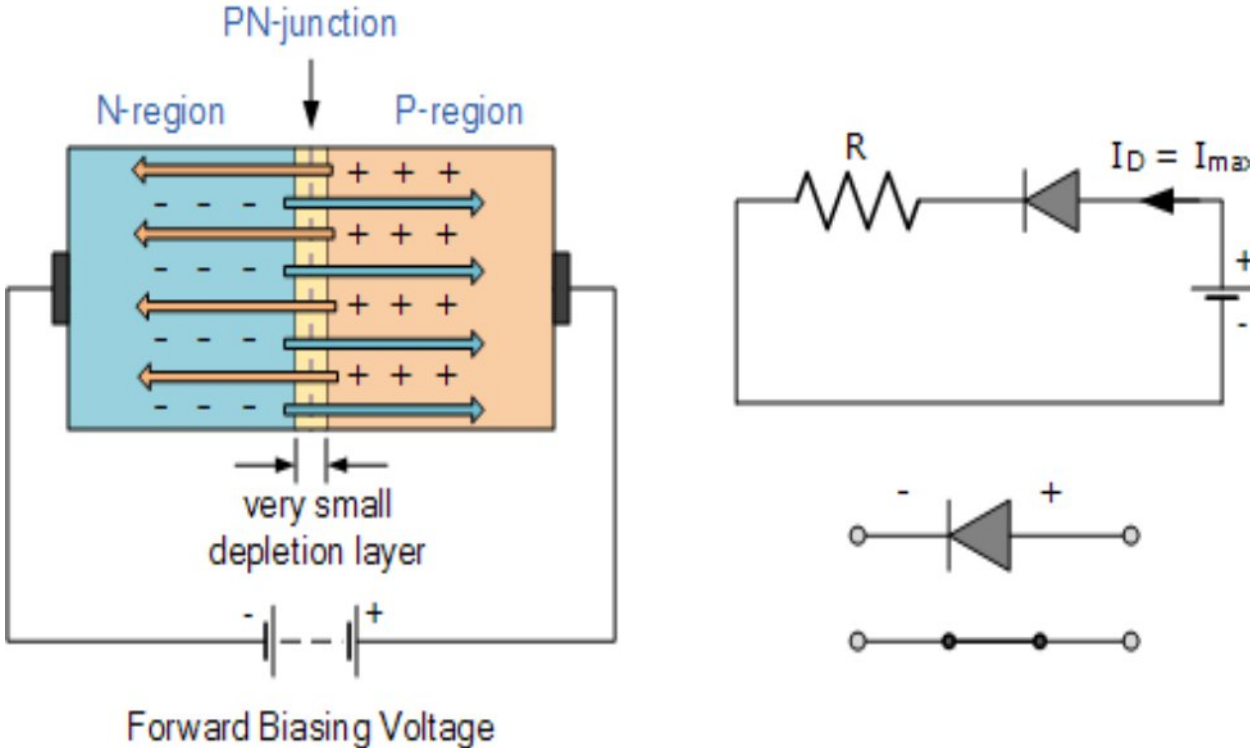 PN-junction
N-region
P-region
+ + +
- - -
+ + +
- - -
+ + +
- - -
+ + +
- - -
very small
depletion layer
- +
Forward Biasing Voltage
R
I_D = I_max
+
-
- +